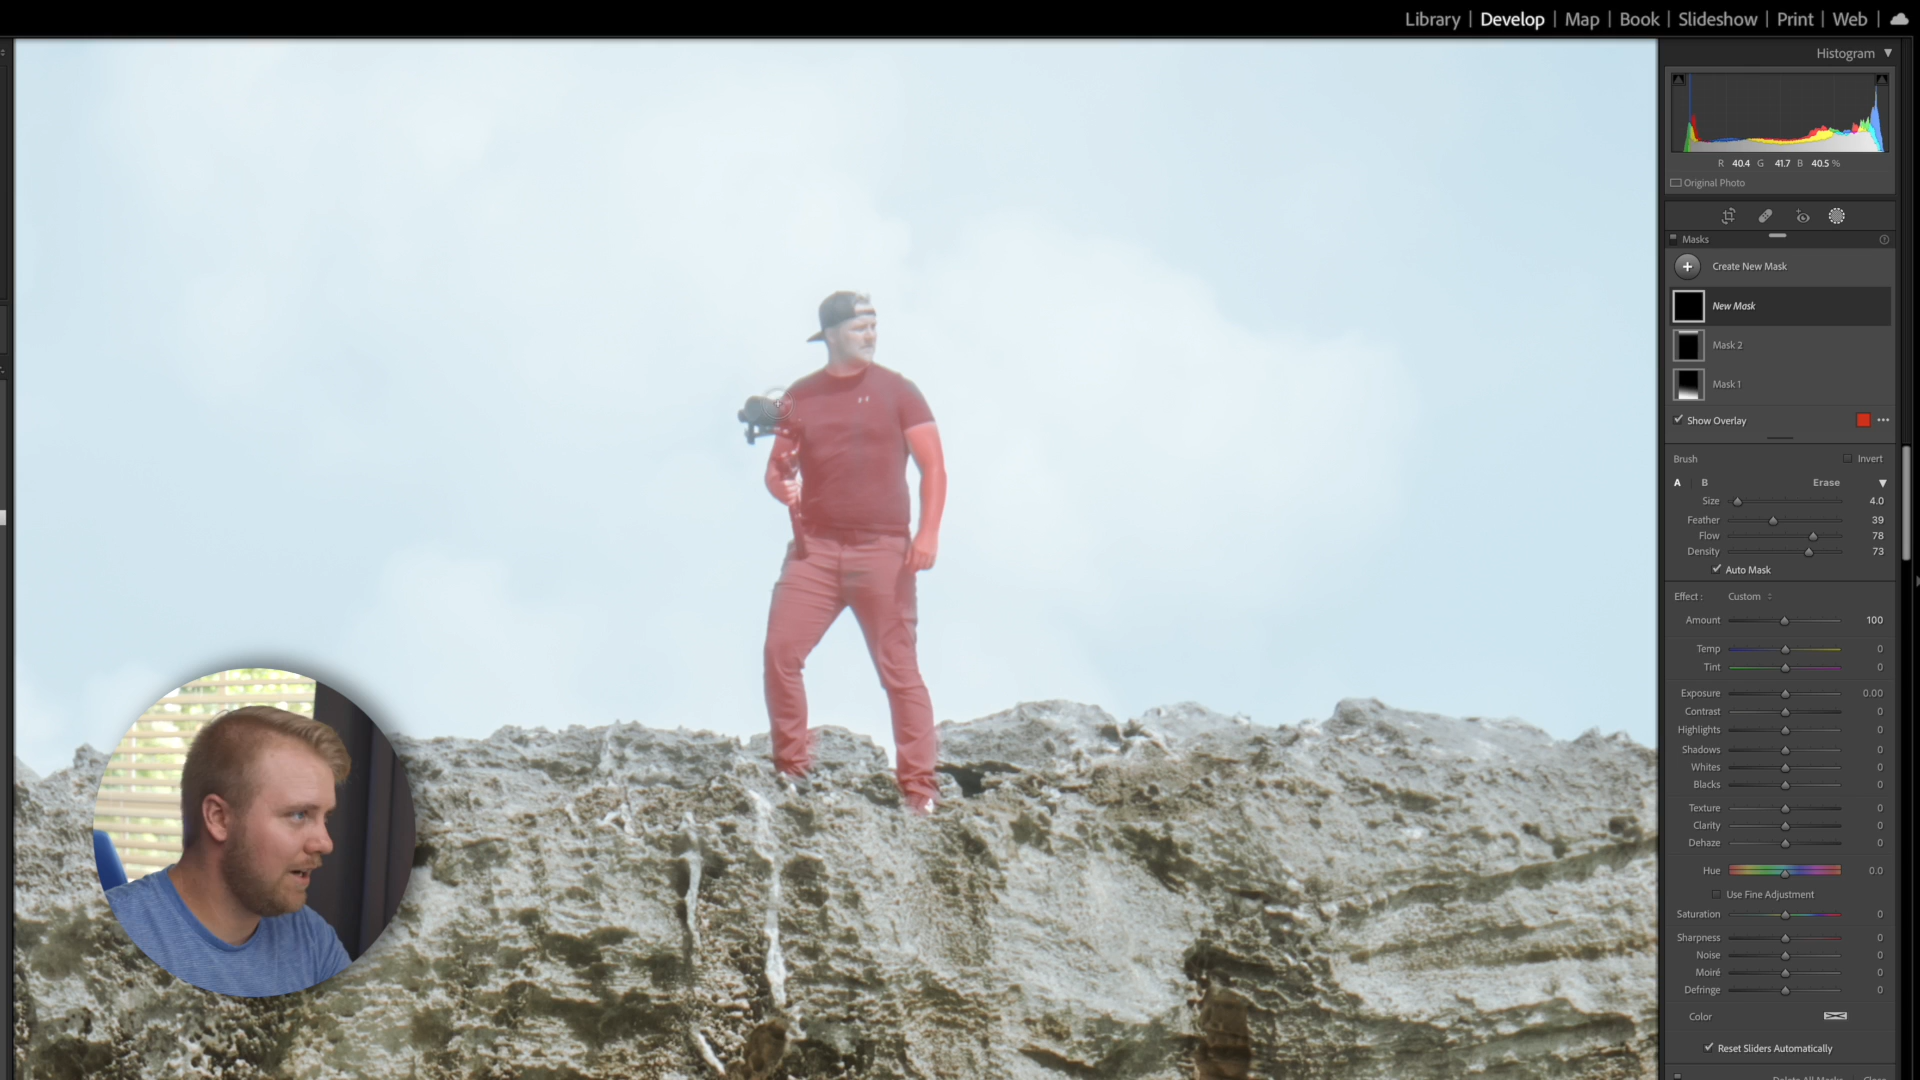 Library | Develop | Map | Book | Slideshow | Print | Web |
Histogram
R 40.4 G 41.7 B 40.5 %
Original Photo
Masks
Create New Mask
New Mask
Mask 2
Mask 1
Show Overlay
Brush Invert
A B Erase
Size 4.0
Feather 39
Flow 78
Density 73
Auto Mask
Effect : Custom
Amount 100
Temp 0
Tint 0
Exposure 0.00
Contrast 0
Highlights 0
Shadows 0
Whites 0
Blacks 0
Texture 0
Clarity 0
Dehaze 0
Hue 0.0
Use Fine Adjustment
Saturation 0
Sharpness 0
Noise 0
Moiré 0
Defringe 0
Color
Reset Sliders Automatically